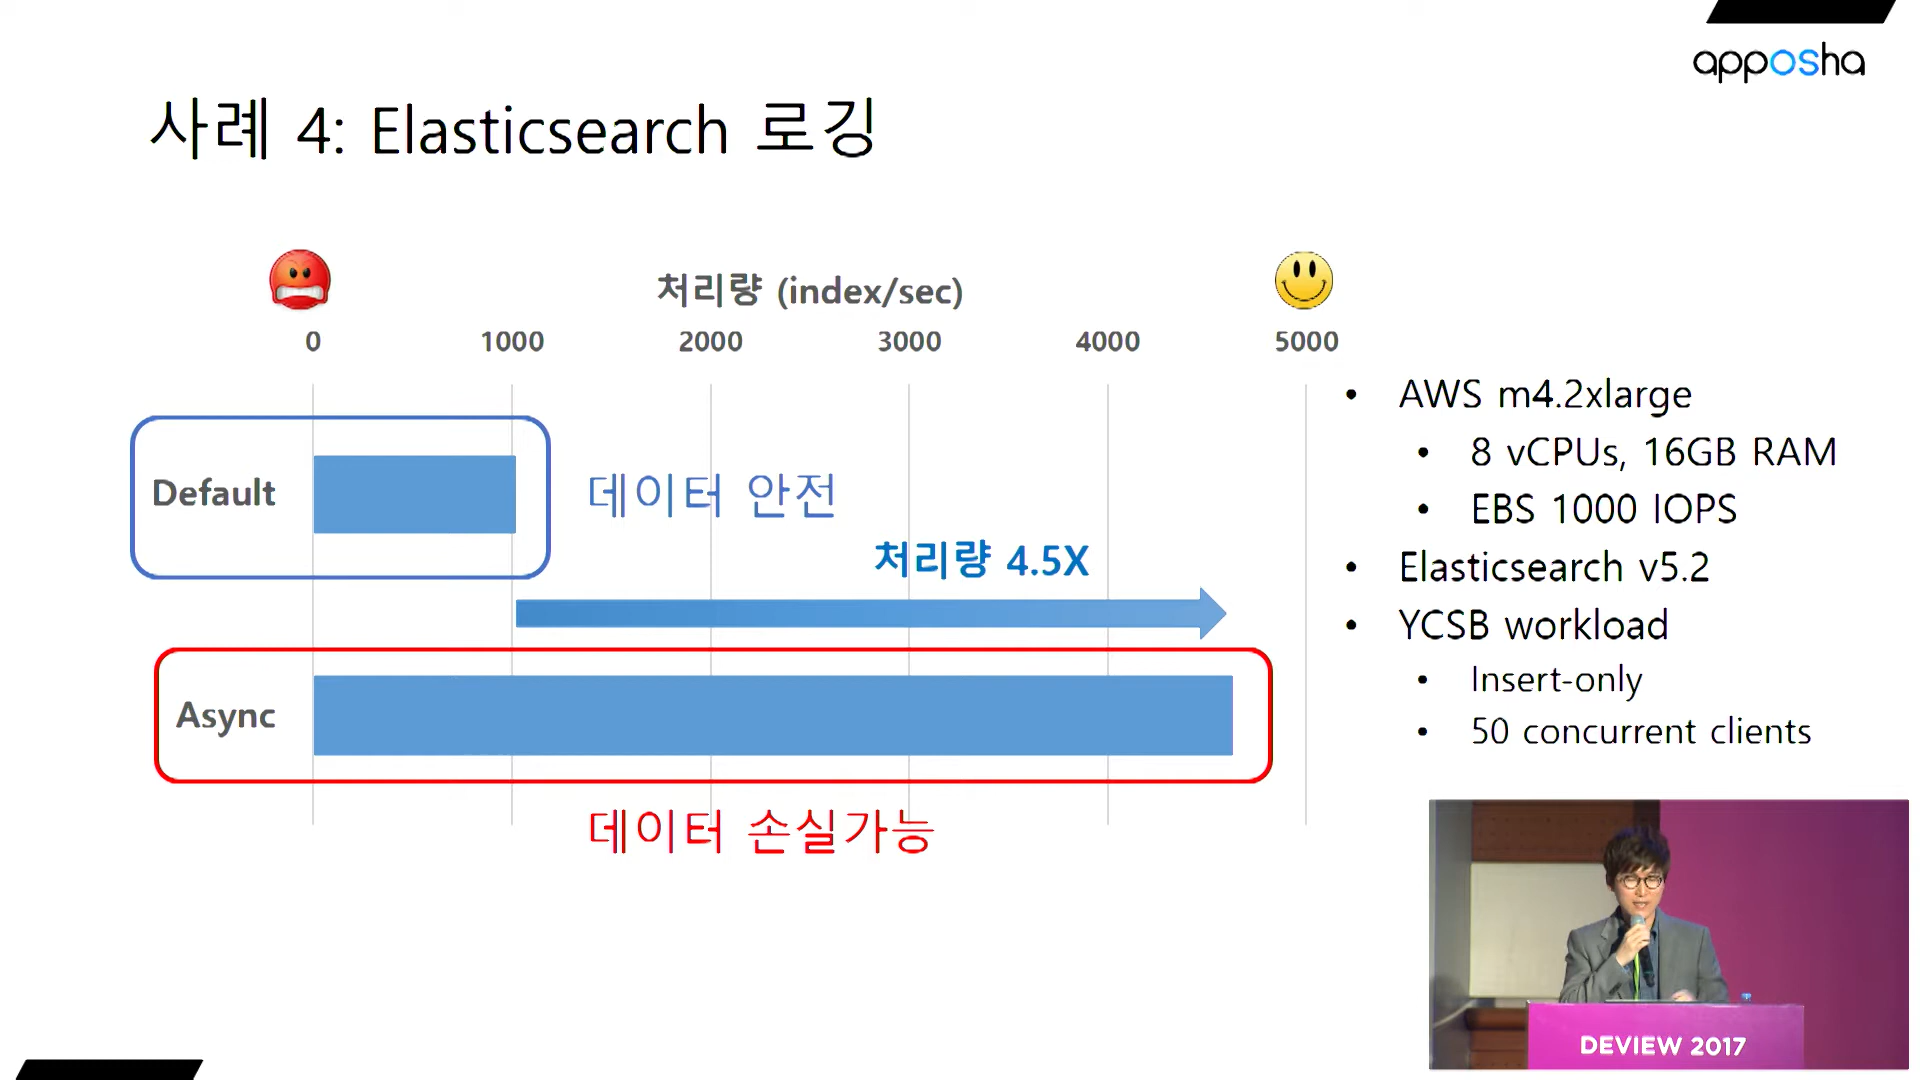 apposha
사례 4: Elasticsearch 로깅
처리량 (index/sec)
0 1000 2000 3000 4000 5000
Default
데이터 안전
처리량 4.5X
Async
데이터 손실가능
• AWS m4.2xlarge
• 8 vCPUs, 16GB RAM
• EBS 1000 IOPS
• Elasticsearch v5.2
• YCSB workload
• Insert-only
• 50 concurrent clients
DEVIEW 2017